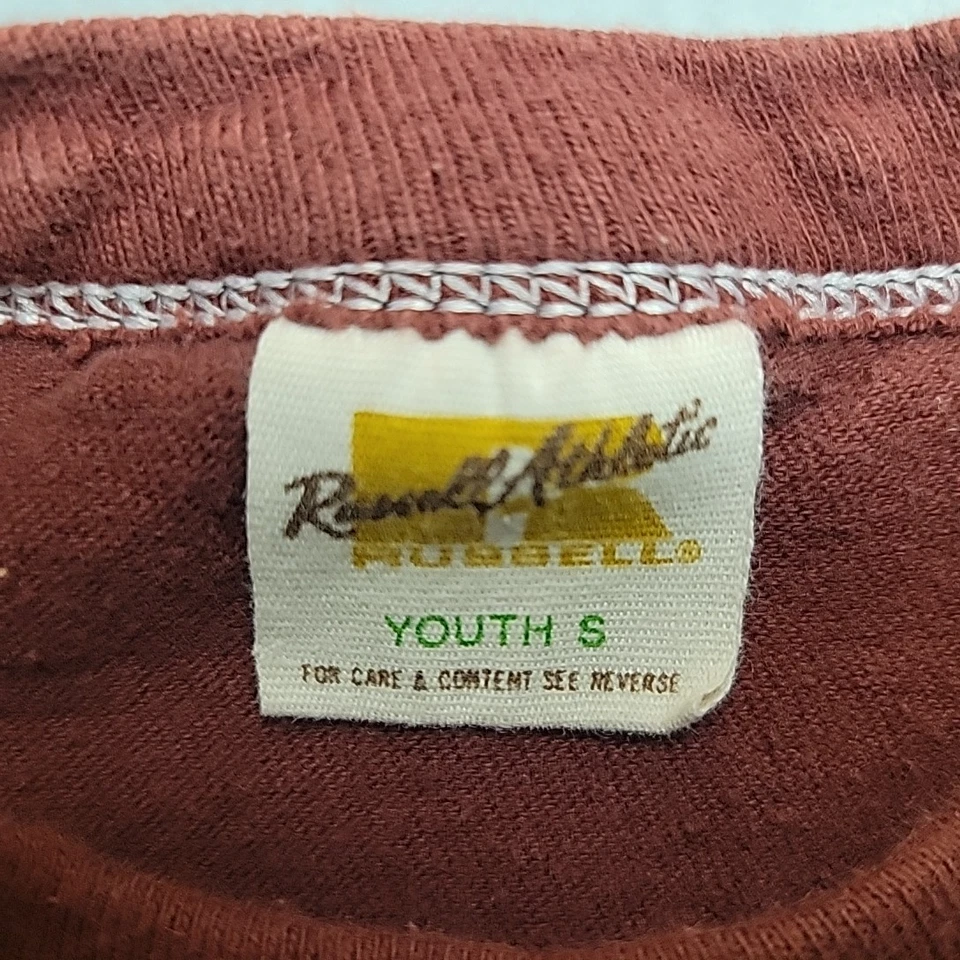 Russell Athletic
RUSSELL®
YOUTH S
FOR CARE & CONTENT SEE REVERSE